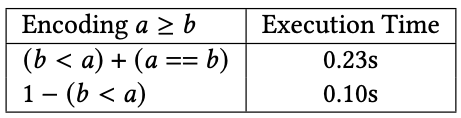 Encoding a ≥ b Execution Time
(b < a) + (a == b) 0.23s
1 − (b < a) 0.10s